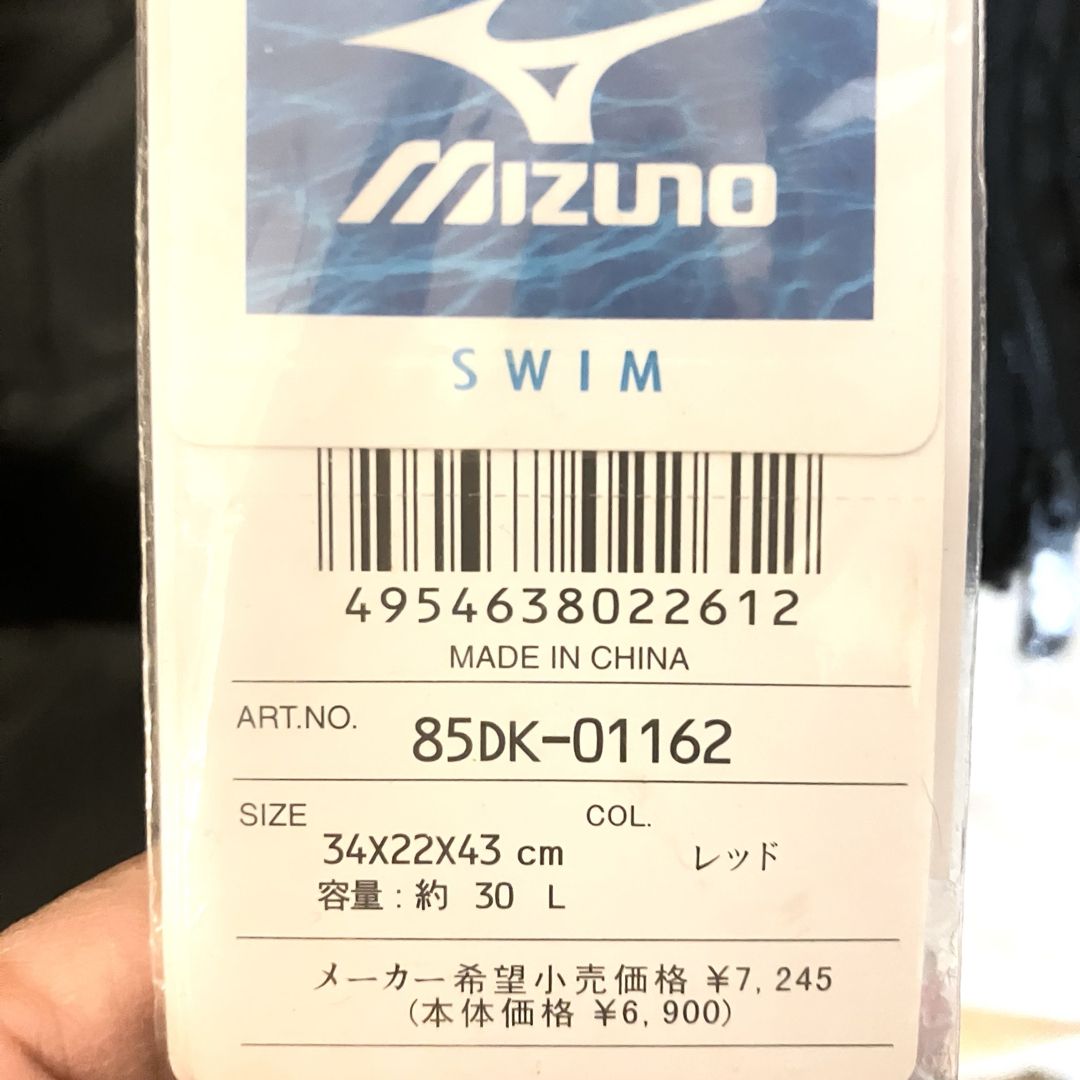 MIZUNO
SWIM
4954638022612
MADE IN CHINA
ART.NO. 85DK-01162
SIZE COL.
34X22X43 cm レッド
容量：約 30 L
メーカー希望小売価格 ¥7,245
(本体価格 ¥6,900)